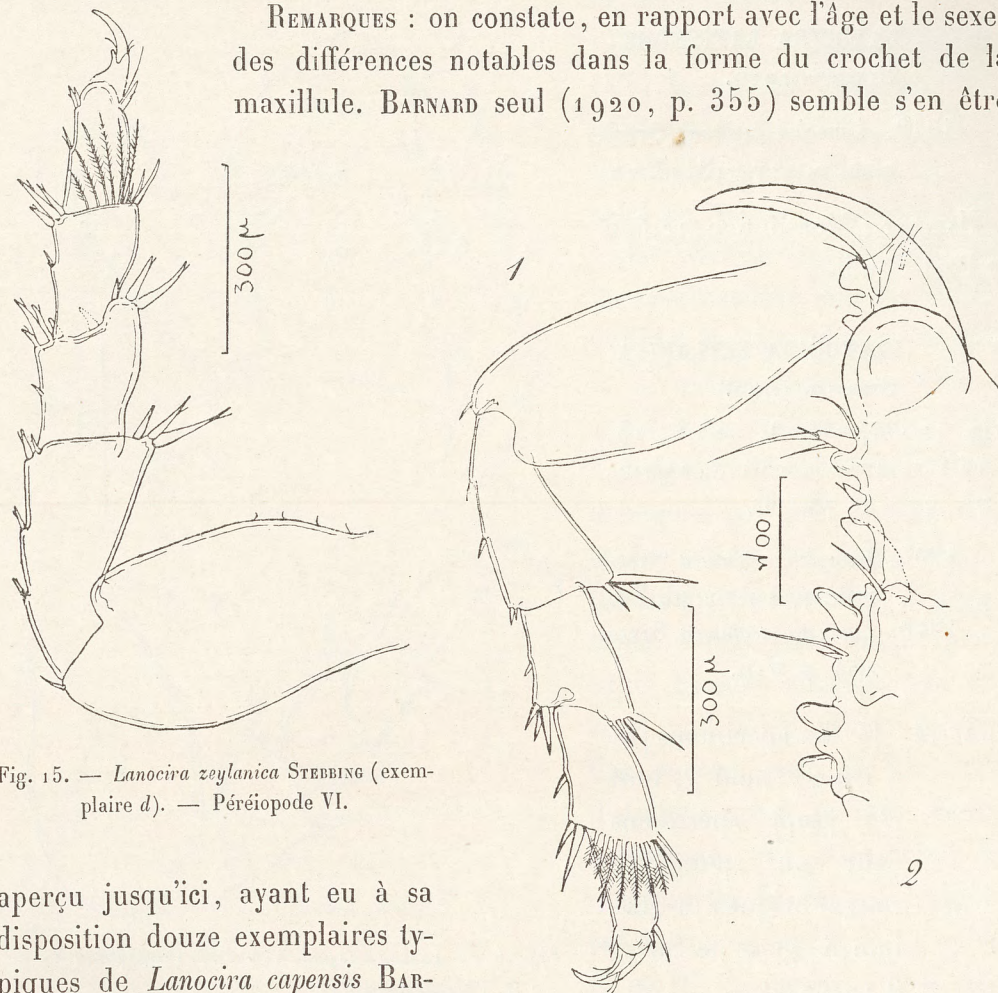 REMARQUES : on constate, en rapport avec l'âge et le sexe
des différences notables dans la forme du crochet de la
maxillule. BARNARD seul (1920, p. 355) semble s'en être
300 μ
1
100 μ
300 μ
2
Fig. 15. — Lanocira zeylanica STEBBING (exem-
plaire d). — Péréiopode VI.
aperçu jusqu'ici, ayant eu à sa
disposition douze exemplaires ty-
piques de Lanocira capensis BAR-